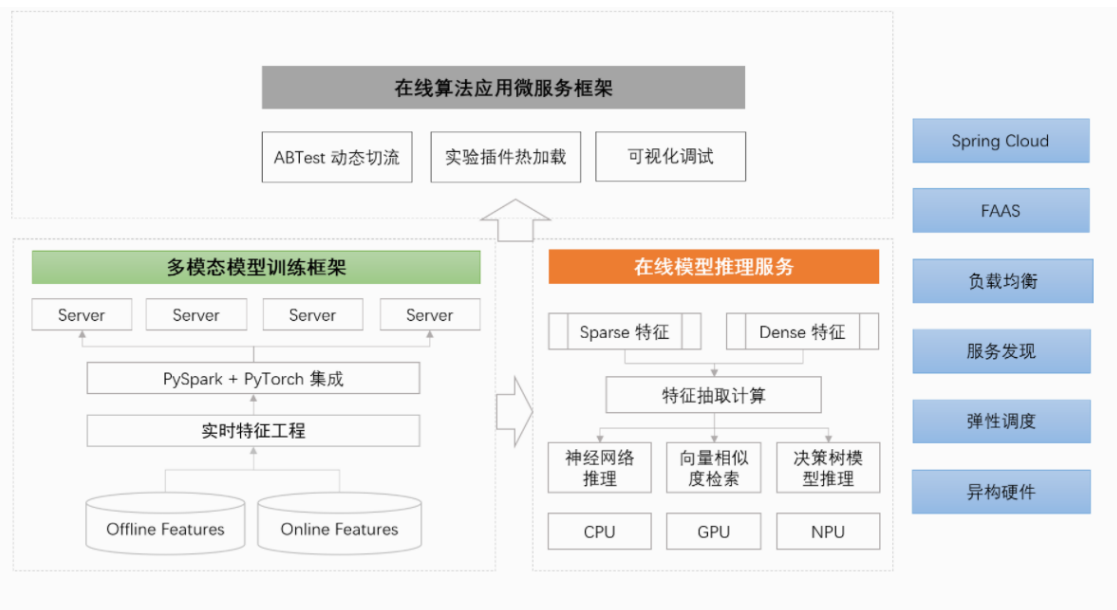 在线算法应用微服务框架
ABTest 动态切流
实验插件热加载
可视化调试
多模态模型训练框架
Server
Server
Server
Server
PySpark + PyTorch 集成
实时特征工程
Offline Features
Online Features
在线模型推理服务
Sparse 特征
Dense 特征
特征抽取计算
神经网络
推理
向量相似
度检索
决策树模
型推理
CPU
GPU
NPU
Spring Cloud
FAAS
负载均衡
服务发现
弹性调度
异构硬件